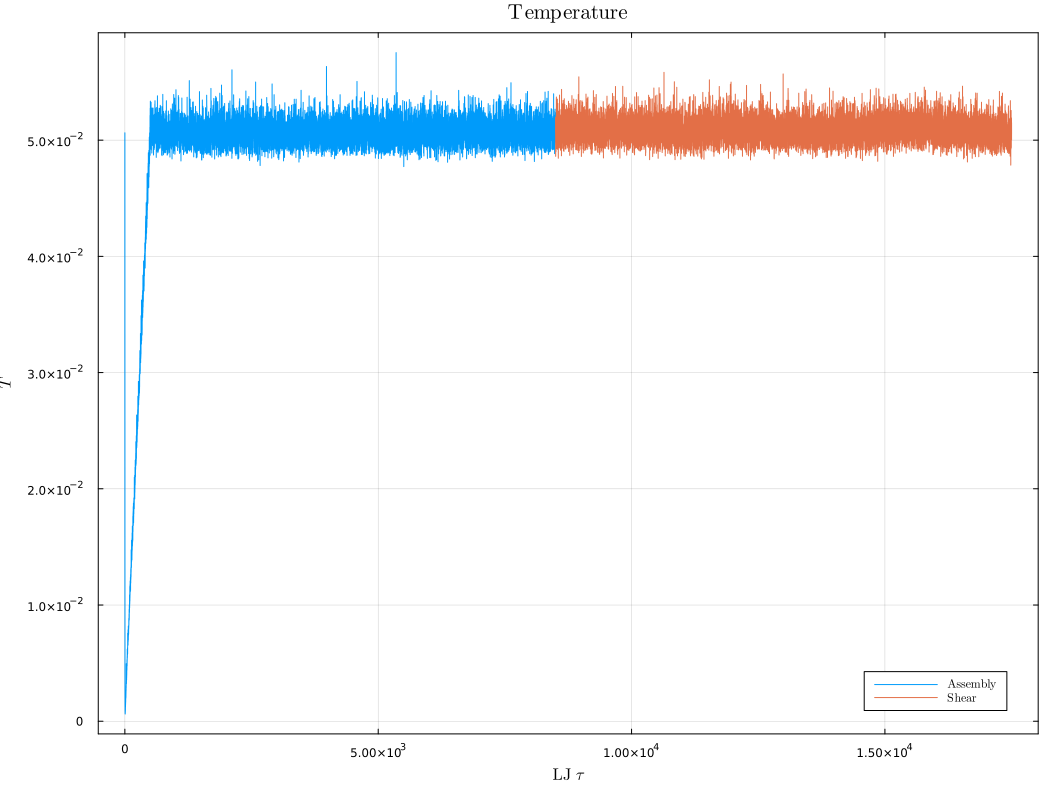 Temperature
T
5.0×10⁻²
4.0×10⁻²
3.0×10⁻²
2.0×10⁻²
1.0×10⁻²
0
0 5.00×10³ 1.00×10⁴ 1.50×10⁴
LJ τ
Assembly
Shear